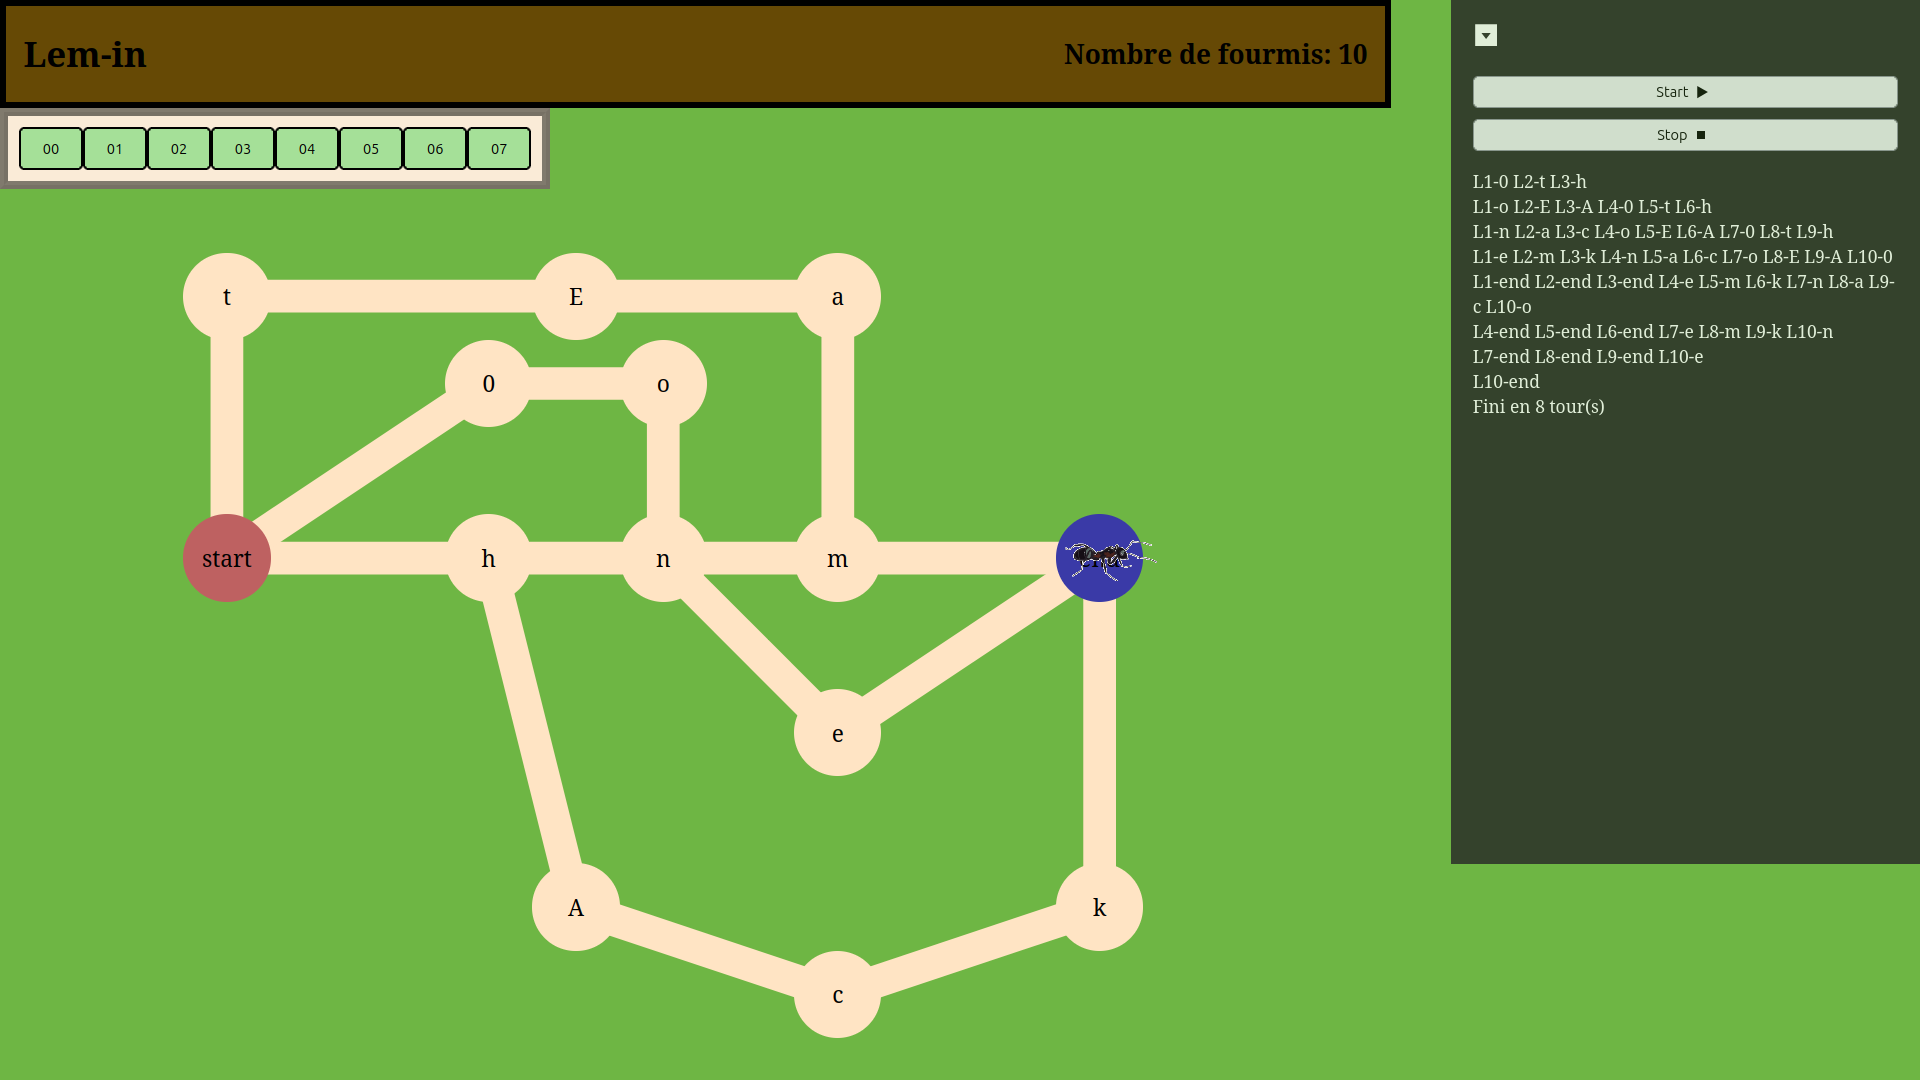 Lem-in
Nombre de fourmis: 10
00 01 02 03 04 05 06 07
Start
Stop
L1-0 L2-t L3-h
L1-o L2-E L3-A L4-0 L5-t L6-h
L1-n L2-a L3-c L4-o L5-E L6-A L7-0 L8-t L9-h
L1-e L2-m L3-k L4-n L5-a L6-c L7-o L8-E L9-A L10-0
L1-end L2-end L3-end L4-e L5-m L6-k L7-n L8-a L9-
c L10-o
L4-end L5-end L6-end L7-e L8-m L9-k L10-n
L7-end L8-end L9-end L10-e
L10-end
Fini en 8 tour(s)
t E a
0 o
start h n m
e
A k
c